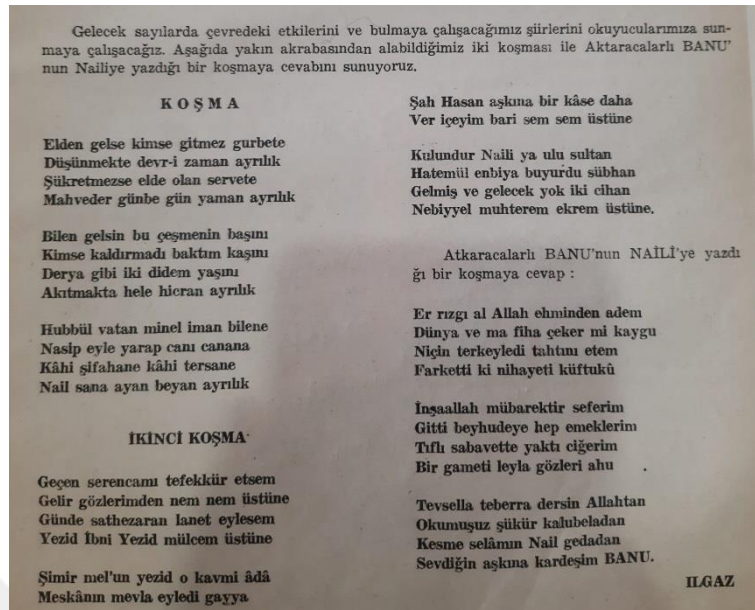 Gelecek sayılarda çevredeki etkilerini ve bulmaya çalışacağımız şiirlerini okuyucularımıza sun-
maya çalışacağız. Aşağıda yakın akrabasından alabildiğimiz iki koşması ile Aktaracalarlı BANU'
nun Nailiye yazdığı bir koşmaya cevabını sunuyoruz.
KOŞMA
Elden gelse kimse gitmez gurbete
Düşünmekte devr-i zaman ayrılık
Şükretmezse elde olan servete
Mahveder günbe gün yaman ayrılık
Bilen gelsin bu çeşmenin başını
Kimse kaldırmadı baktım kaşını
Derya gibi iki didem yaşını
Akıtmakta hele hicran ayrılık
Hubbül vatan minel iman bilene
Nasip eyle yarap canı canana
Kâhi şifahane kâhi tersane
Nail sana ayan beyan ayrılık
İKİNCİ KOŞMA
Geçen serencamı tefekkür etsem
Gelir gözlerimden nem nem üstüne
Günde sathezaran lanet eylesem
Yezid İbni Yezid mülcem üstüne
Şimir mel'un yezid o kavmi âdâ
Meskânın mevla eyledi gayya
Şah Hasan aşkına bir kâse daha
Ver içeyim bari sem sem üstüne
Kulundur Naili ya ulu sultan
Hatemül enbiya buyurdu sübhan
Gelmiş ve gelecek yok iki cihan
Nebiyyel muhterem ekrem üstüne.
Atkaracalarlı BANU'nun NAİLİ'ye yazdı
ğı bir koşmaya cevap :
Er rızgı al Allah ehminden adem
Dünya ve ma fiha çeker mi kaygu
Niçin terkeyledi tahtını etem
Farketti ki nihayeti küftukû
İnşaallah mübarektir seferim
Gitti beyhudeye hep emeklerim
Tıflı sabavette yaktı ciğerim
Bir gameti leyla gözleri ahu .
Tevsella teberra dersin Allahtan
Okumuşuz şükür kalubeladan
Kesme selâmın Nail gedadan
Sevdiğin aşkına kardeşim BANU.
ILGAZ